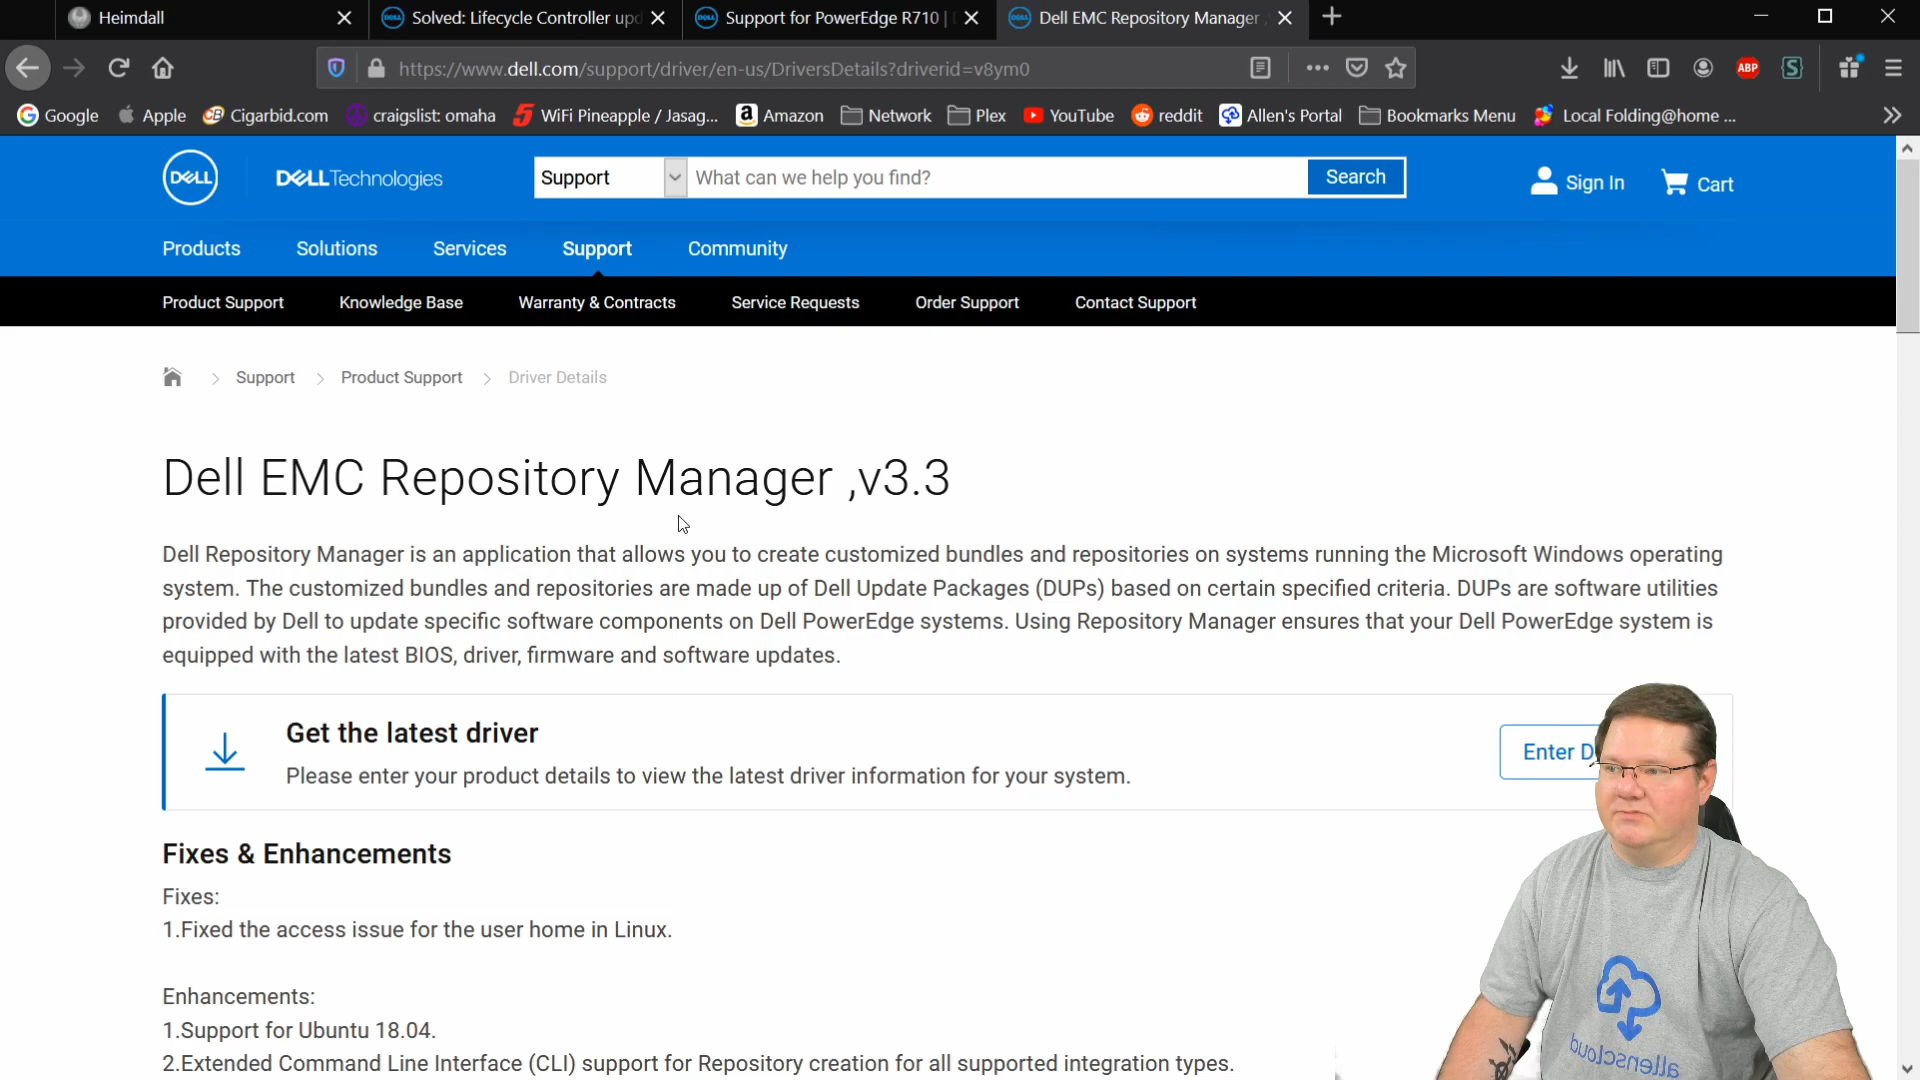 Heimdall
Solved: Lifecycle Controller upd
Support for PowerEdge R710 |
Dell EMC Repository Manager ,
https://www.dell.com/support/driver/en-us/DriversDetails?driverid=v8ym0
ABP
S
Google
Apple
CB Cigarbid.com
craigslist: omaha
5 WiFi Pineapple / Jasag...
a Amazon
Network
Plex
YouTube
reddit
Allen's Portal
Bookmarks Menu
Local Folding@home ...
DELL
DELLTechnologies
Support
What can we help you find?
Search
Sign In
Cart
Products
Solutions
Services
Support
Community
Product Support
Knowledge Base
Warranty & Contracts
Service Requests
Order Support
Contact Support
Support
Product Support
Driver Details
Dell EMC Repository Manager ,v3.3
Dell Repository Manager is an application that allows you to create customized bundles and repositories on systems running the Microsoft Windows operating
system. The customized bundles and repositories are made up of Dell Update Packages (DUPs) based on certain specified criteria. DUPs are software utilities
provided by Dell to update specific software components on Dell PowerEdge systems. Using Repository Manager ensures that your Dell PowerEdge system is
equipped with the latest BIOS, driver, firmware and software updates.
Get the latest driver
Please enter your product details to view the latest driver information for your system.
Enter D
Fixes & Enhancements
Fixes:
1.Fixed the access issue for the user home in Linux.
Enhancements:
1.Support for Ubuntu 18.04.
2.Extended Command Line Interface (CLI) support for Repository creation for all supported integration types.
allenscloud